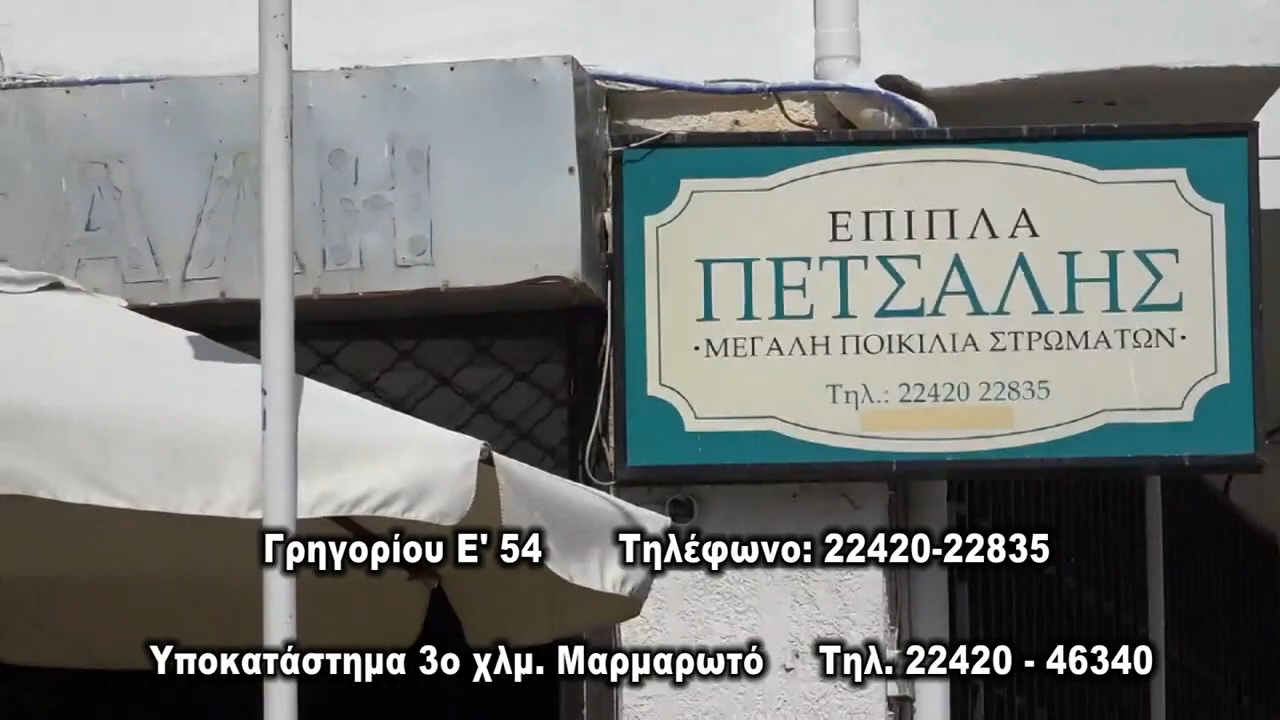 ΑΛΗ
ΕΠΙΠΛΑ
ΠΕΤΣΑΛΗΣ
·ΜΕΓΑΛΗ ΠΟΙΚΙΛΙΑ ΣΤΡΩΜΑΤΩΝ·
Τηλ.: 22420 22835
Γρηγορίου Ε' 54 Τηλέφωνο: 22420-22835
Υποκατάστημα 3ο χλμ. Μαρμαρωτό Τηλ. 22420 - 46340